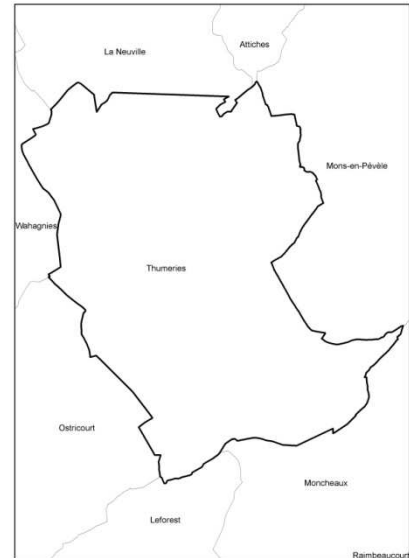 Attiches
La Neuville
Mons-en-Pévèle
Wahagnies
Thumeries
Ostricourt
Moncheaux
Leforest
Raimbeaucourt